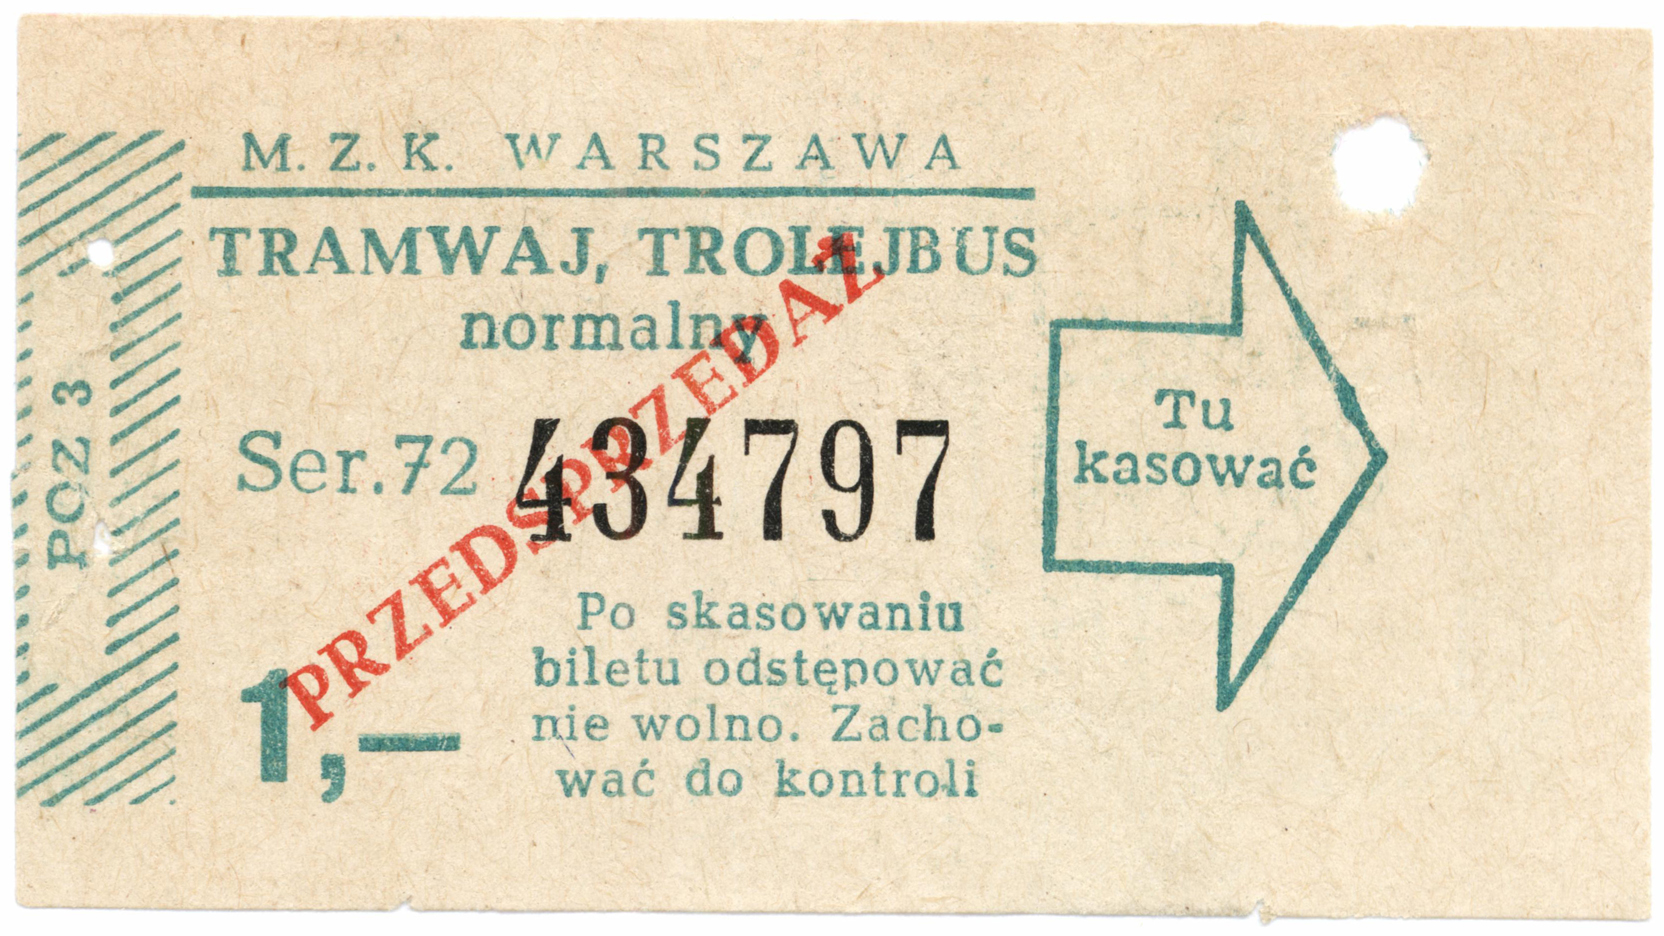 M. Z. K. WARSZAWA
TRAMWAJ, TROLEJBUS
normalny
PRZEDSPRZEDAŻ
Ser.72 434797
Po skasowaniu
biletu odstępować
nie wolno. Zacho-
wać do kontroli
1,—
Tu
kasować
POZ 3